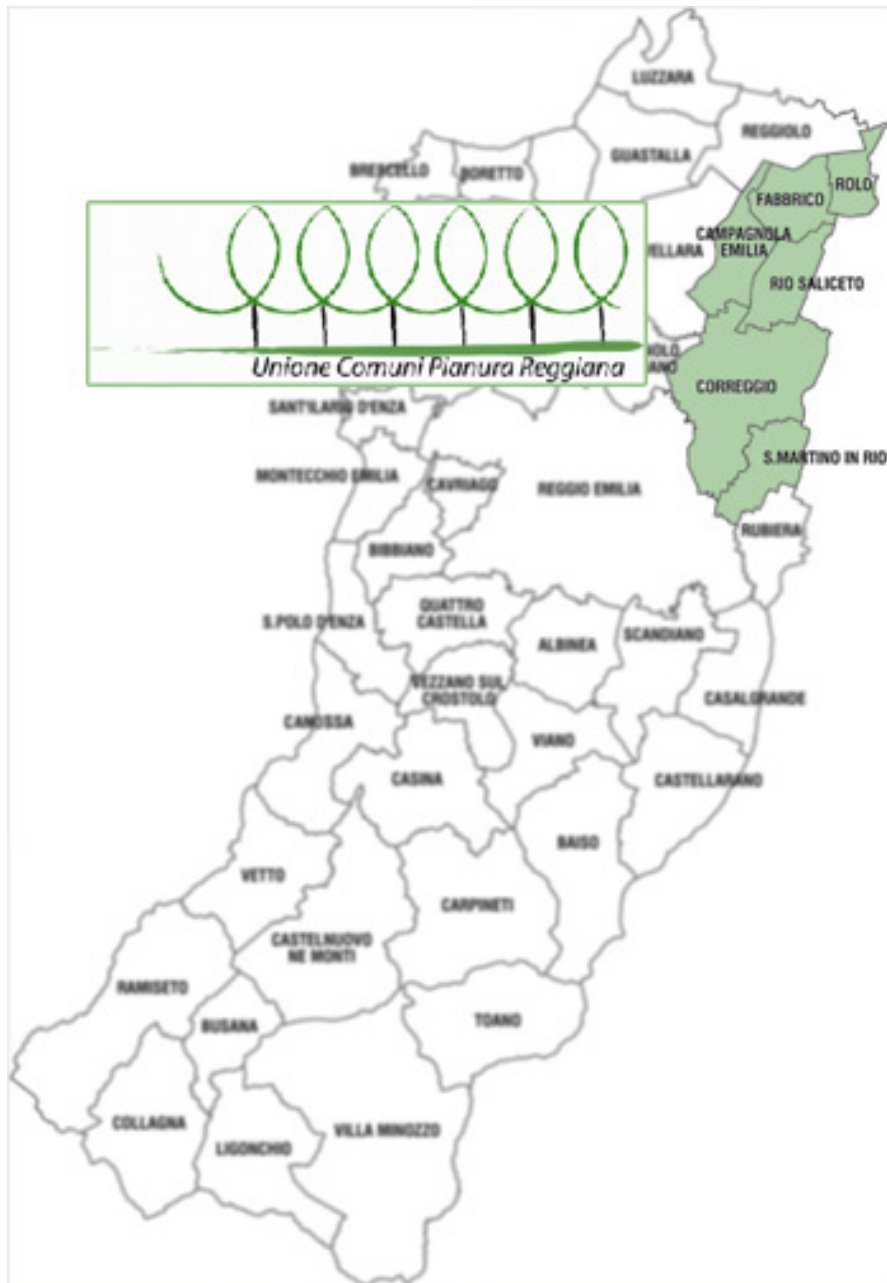 LUZZARA
REGGIOLO
GUASTALLA
BRESCELLO
BORETTO
ROLO
FABBRICO
CAMPAGNOLA
EMILIA
RIO SALICETO
Unione Comuni Pianura Reggiana
CORREGGIO
SANT'ILARIO D'ENZA
S.MARTINO IN RIO
MONTECCHIO EMILIA
CAVRIAGO
REGGIO EMILIA
RUBIERA
BIBBIANO
QUATTRO
CASTELLA
S.POLO D'ENZA
ALBINEA
SCANDIANO
VEZZANO SUL
CROSTOLO
CASALGRANDE
CANOSSA
VIANO
CASINA
CASTELLARANO
BAISO
VETTO
CARPINETI
CASTELNUOVO
NE MONTI
RAMISETO
BUSANA
TOANO
COLLAGNA
LIGONCHIO
VILLA MINOZZO